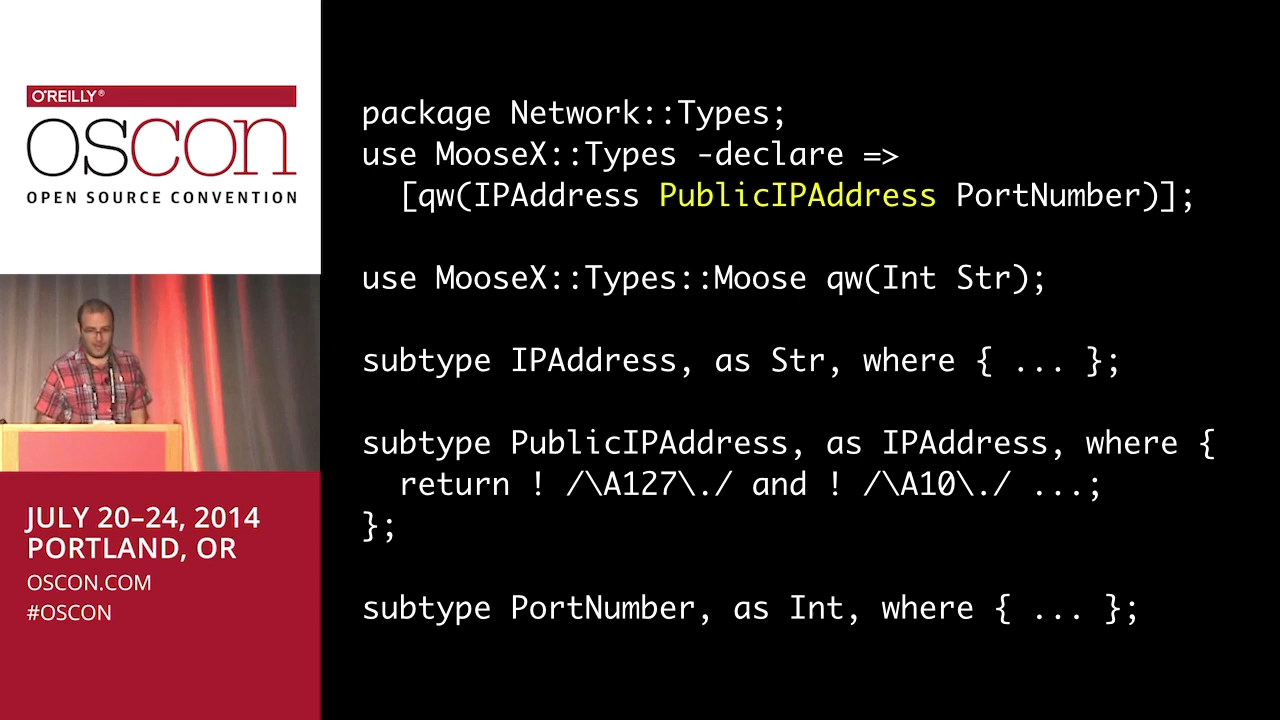 O'REILLY®
OSCON
OPEN SOURCE CONVENTION
JULY 20–24, 2014
PORTLAND, OR
OSCON.COM
#OSCON
package Network::Types;
use MooseX::Types -declare =>
  [qw(IPAddress PublicIPAddress PortNumber)];
use MooseX::Types::Moose qw(Int Str);
subtype IPAddress, as Str, where { ... };
subtype PublicIPAddress, as IPAddress, where {
  return ! /\A127\./ and ! /\A10\./ ...;
};
subtype PortNumber, as Int, where { ... };